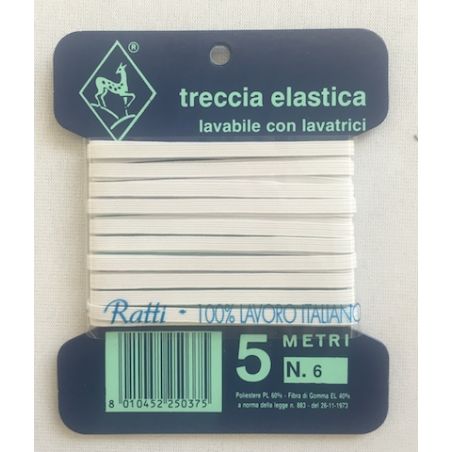 ®
treccia elastica
lavabile con lavatrici
Ratti • 100% LAVORO ITALIANO
5 METRI
N. 6
Poliestere PL 60% - Fibra di Gomma EL 40%
a norma della legge n. 883 - del 26-11-1973
8 010452 250375